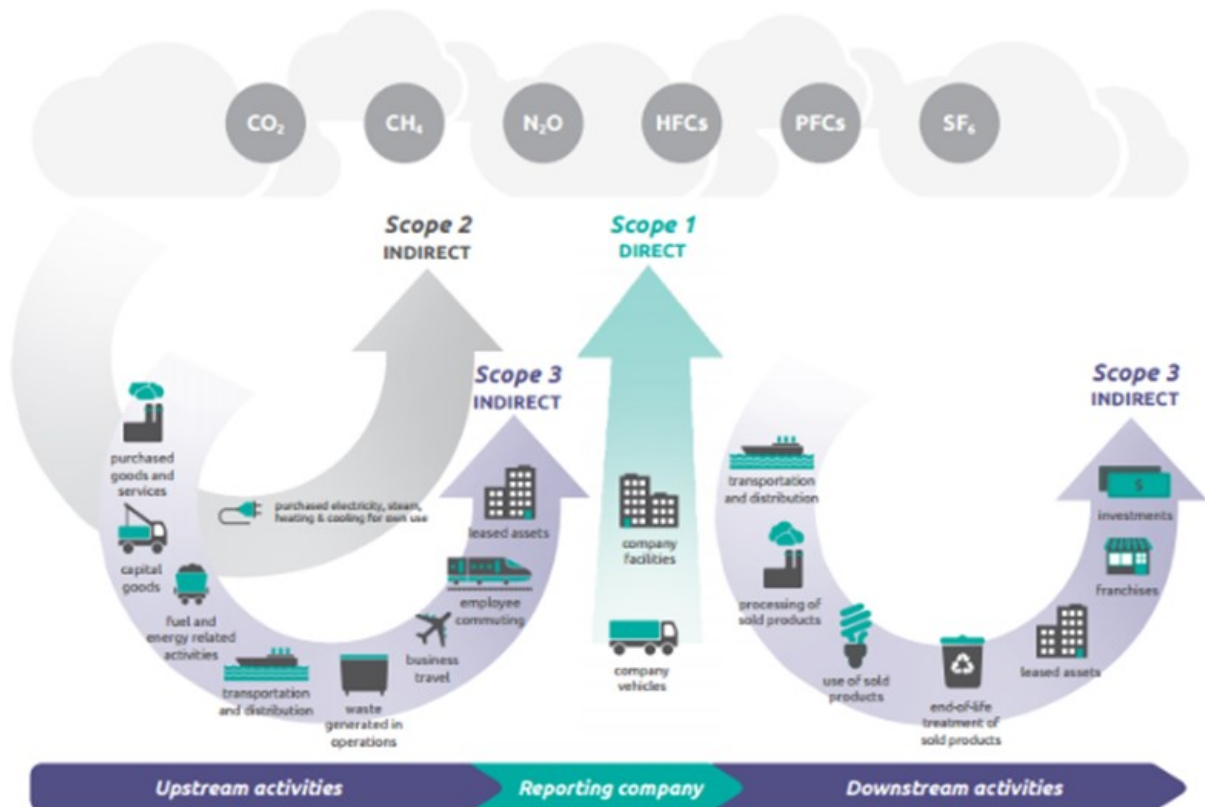 CO₂
CH₄
N₂O
HFCs
PFCs
SF₆
Scope 2
INDIRECT
Scope 1
DIRECT
Scope 3
INDIRECT
Scope 3
INDIRECT
purchased
goods and
services
capital
goods
fuel and
energy related
activities
transportation
and distribution
waste
generated in
operations
business
travel
employee
commuting
leased assets
purchased electricity, steam,
heating & cooling for own use
company
facilities
company
vehicles
transportation
and distribution
processing of
sold products
use of sold
products
end-of-life
treatment of
sold products
leased assets
franchises
investments
$
Upstream activities
Reporting company
Downstream activities